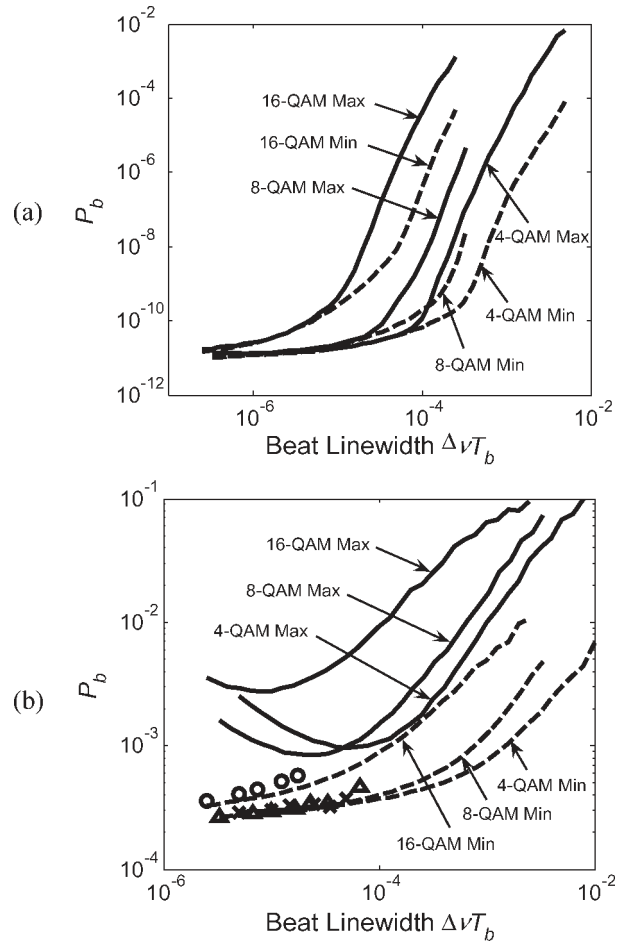 (a)
P_b
10^-2
10^-4
10^-6
10^-8
10^-10
10^-12
16-QAM Max
16-QAM Min
8-QAM Max
4-QAM Max
4-QAM Min
8-QAM Min
10^-6
10^-4
10^-2
Beat Linewidth ΔνT_b
(b)
P_b
10^-1
10^-2
10^-3
10^-4
16-QAM Max
8-QAM Max
4-QAM Max
4-QAM Min
8-QAM Min
16-QAM Min
10^-6
10^-4
10^-2
Beat Linewidth ΔνT_b